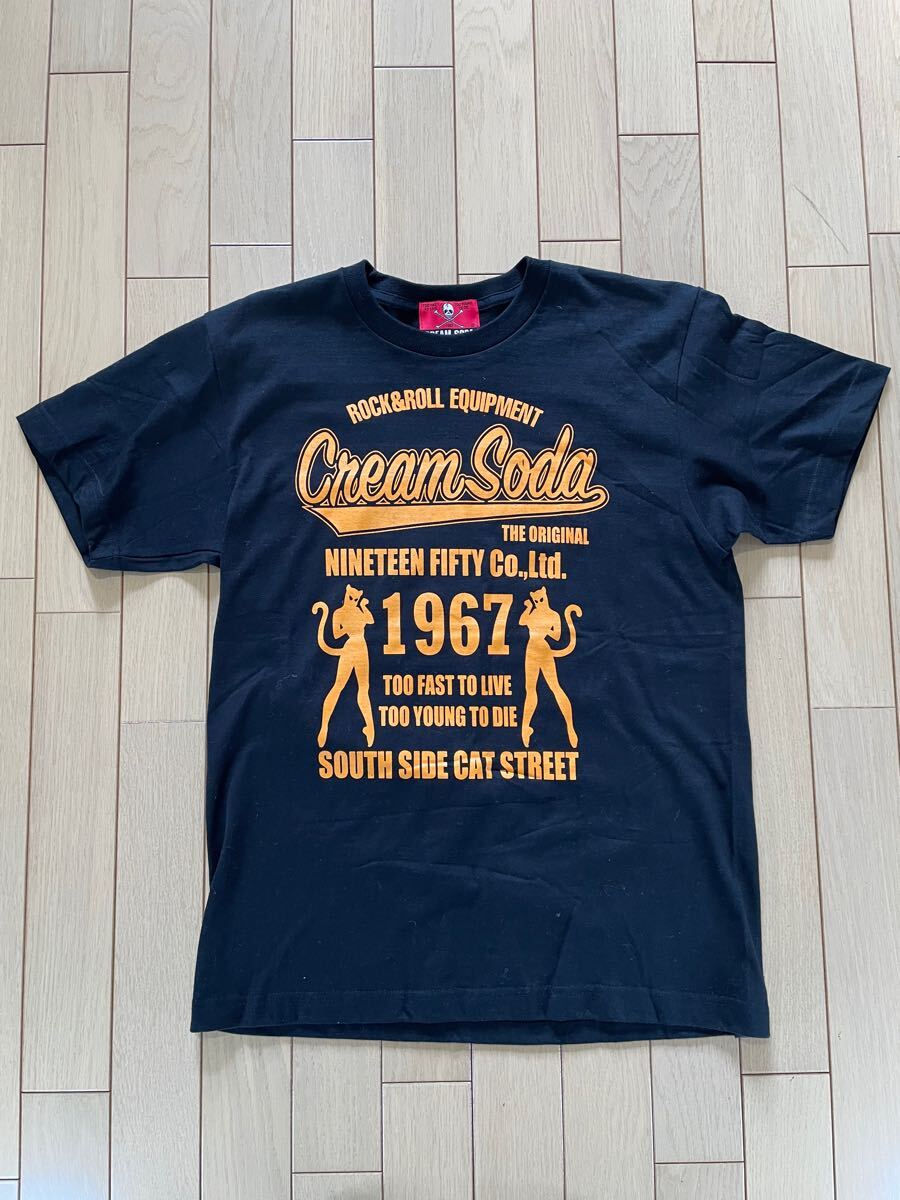 ROCK&ROLL EQUIPMENT
Cream Soda
THE ORIGINAL
NINETEEN FIFTY Co.,Ltd.
1967
TOO FAST TO LIVE
TOO YOUNG TO DIE
SOUTH SIDE CAT STREET